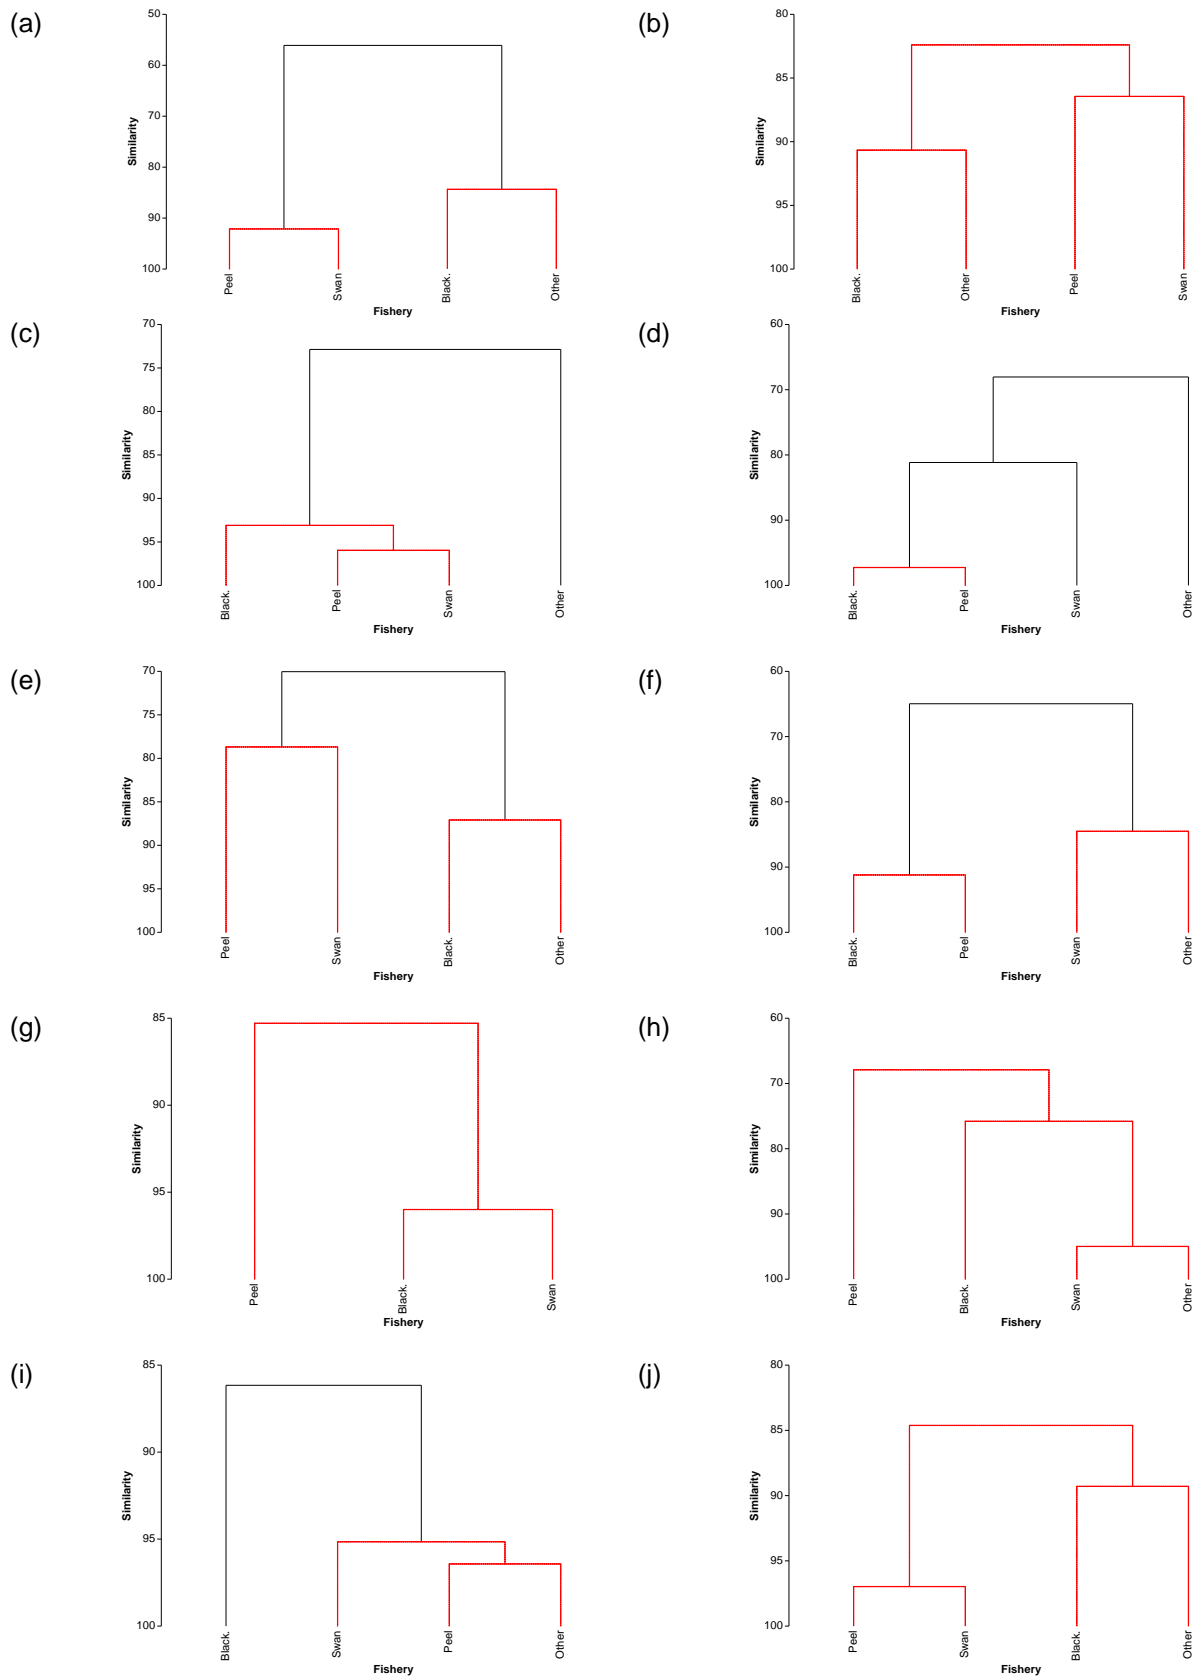 (a)
50
60
70
80
90
100
Similarity
Peel
Swan
Black.
Other
Fishery
(b)
80
85
90
95
100
Similarity
Black.
Other
Peel
Swan
Fishery
(c)
70
75
80
85
90
95
100
Similarity
Black.
Peel
Swan
Other
Fishery
(d)
60
70
80
90
100
Similarity
Black.
Peel
Swan
Other
Fishery
(e)
70
75
80
85
90
95
100
Similarity
Peel
Swan
Black.
Other
Fishery
(f)
60
70
80
90
100
Similarity
Black.
Peel
Swan
Other
Fishery
(g)
85
90
95
100
Similarity
Peel
Black.
Swan
Fishery
(h)
60
70
80
90
100
Similarity
Peel
Black.
Swan
Other
Fishery
(i)
85
90
95
100
Similarity
Black.
Swan
Peel
Other
Fishery
(j)
80
85
90
95
100
Similarity
Peel
Swan
Black.
Other
Fishery